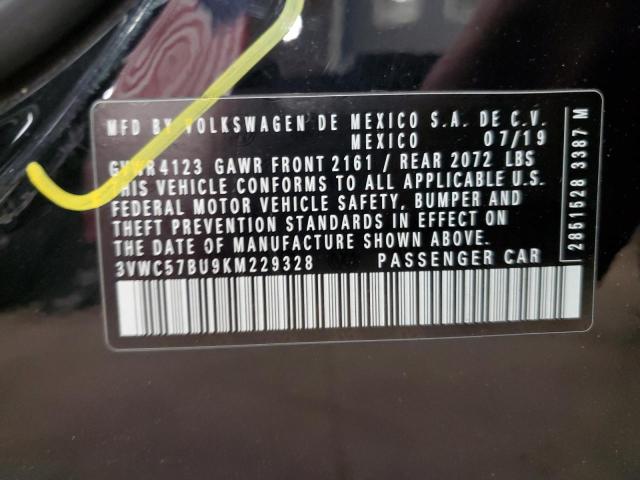 MFD BY VOLKSWAGEN DE MEXICO S.A. DE C.V.
MEXICO 07/19
GVWR 4123 GAWR FRONT 2161 / REAR 2072 LBS
THIS VEHICLE CONFORMS TO ALL APPLICABLE U.S.
FEDERAL MOTOR VEHICLE SAFETY, BUMPER AND
THEFT PREVENTION STANDARDS IN EFFECT ON
THE DATE OF MANUFACTURE SHOWN ABOVE.
3VWC57BU9KM229328 PASSENGER CAR
2851528 3387 M